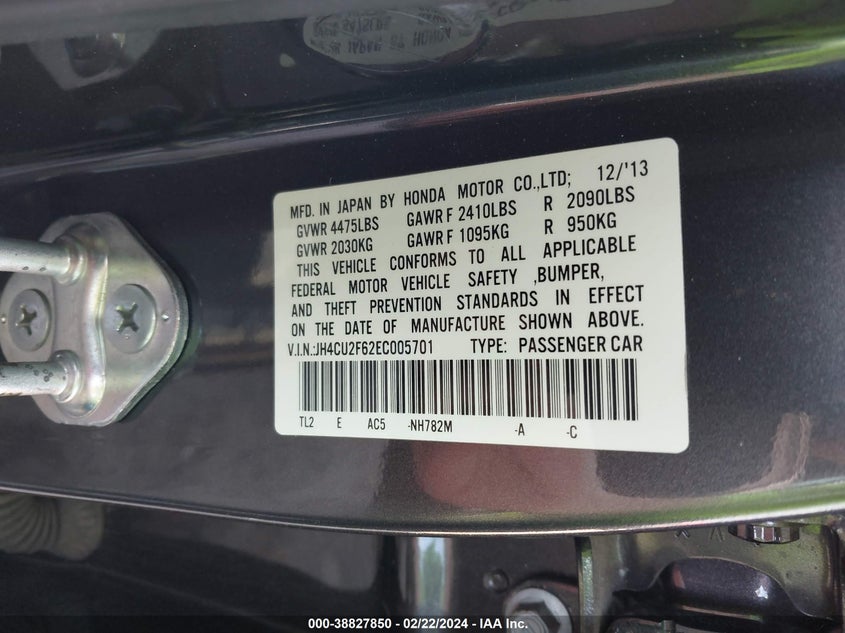 MFD. IN JAPAN BY HONDA MOTOR CO.,LTD; 12/'13
GVWR 4475LBS GAWR F 2410LBS R 2090LBS
GVWR 2030KG GAWR F 1095KG R 950KG
THIS VEHICLE CONFORMS TO ALL APPLICABLE
FEDERAL MOTOR VEHICLE SAFETY ,BUMPER,
AND THEFT PREVENTION STANDARDS IN EFFECT
ON THE DATE OF MANUFACTURE SHOWN ABOVE.
V.I.N.:JH4CU2F62EC005701 TYPE: PASSENGER CAR
TL2 E AC5 -NH782M -A -C
000-38827850 - 02/22/2024 - IAA Inc.